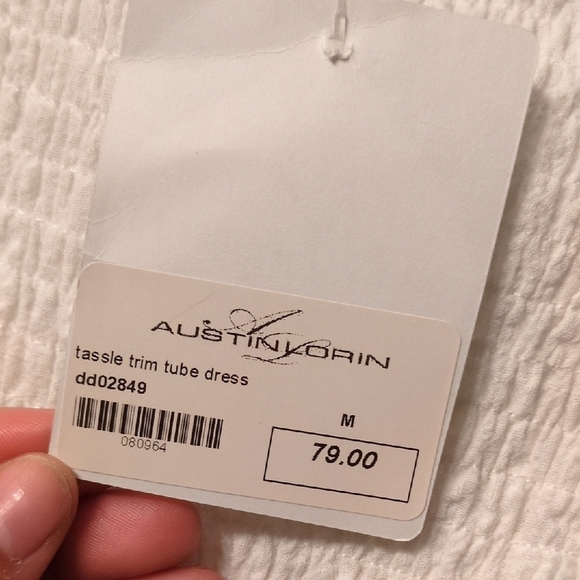 AUSTIN LORIN
tassle trim tube dress
dd02849
080964
M
79.00